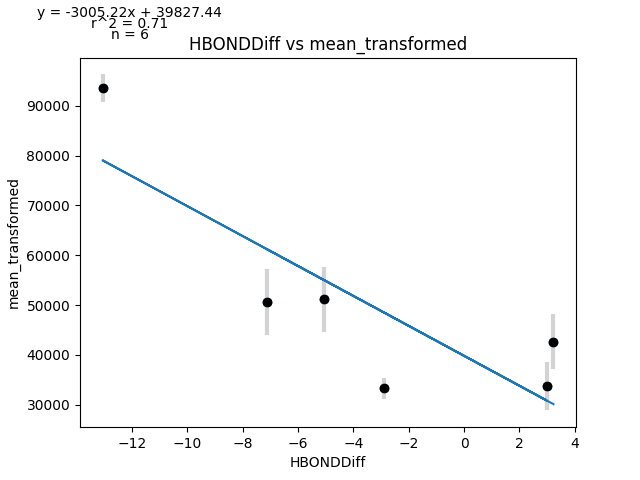 y = -3005.22x + 39827.44
r^2 = 0.71
n = 6
HBONDDiff vs mean_transformed
mean_transformed
90000
80000
70000
60000
50000
40000
30000
−12 −10 −8 −6 −4 −2 0 2 4
HBONDDiff